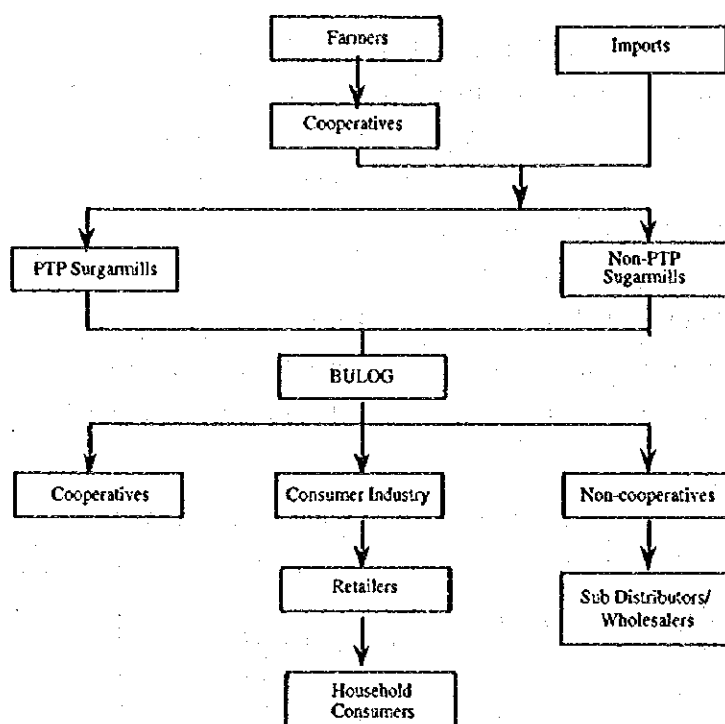 Farmers
Imports
Cooperatives
PTP Surgarmills
Non-PTP
Sugarmills
BULOG
Cooperatives
Consumer Industry
Non-cooperatives
Retailers
Sub Distributors/
Wholesalers
Household
Consumers